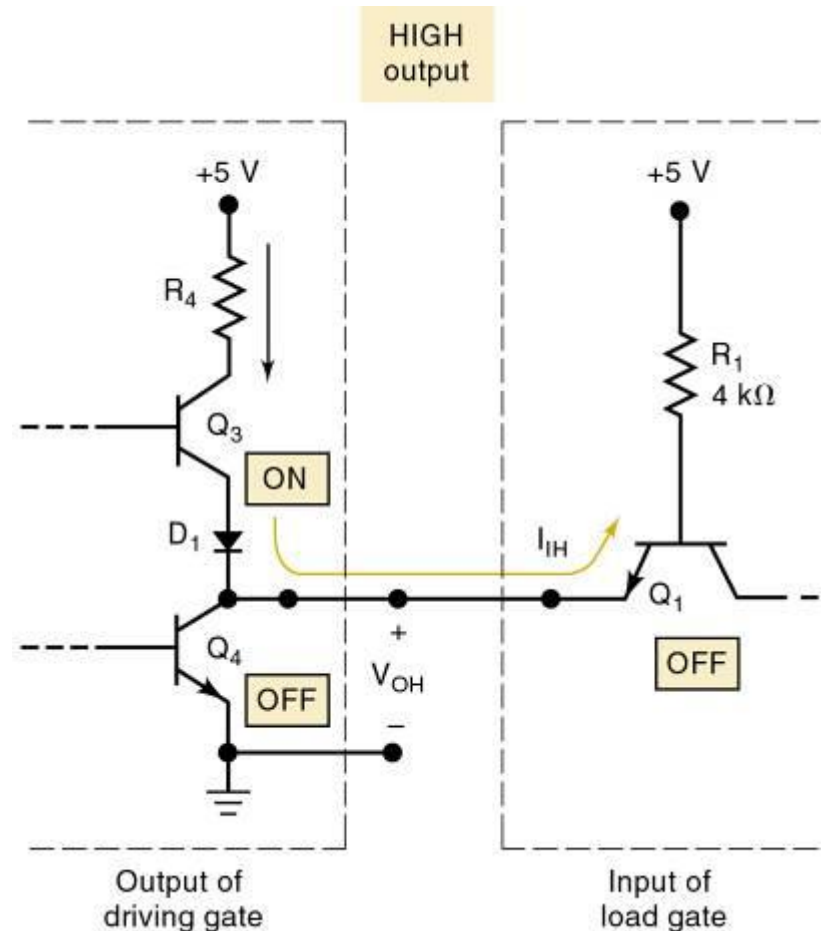 HIGH
output
+5 V
+5 V
R4
R1
4 kΩ
Q3
ON
D1
IIH
Q1
Q4
+
OFF
VOH
OFF
–
Output of
driving gate
Input of
load gate